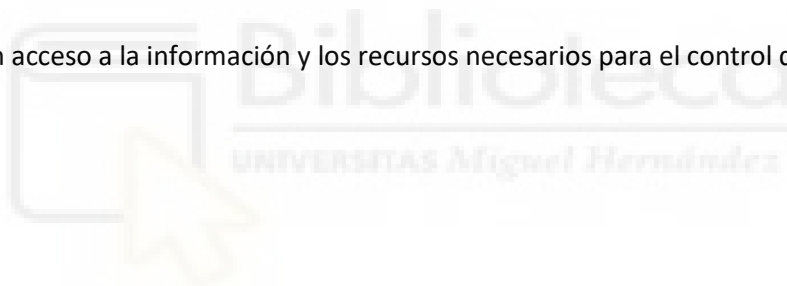 acceso a la información y los recursos necesarios para el control
Biblioteca
UNIVERSITAS Miguel Hernández